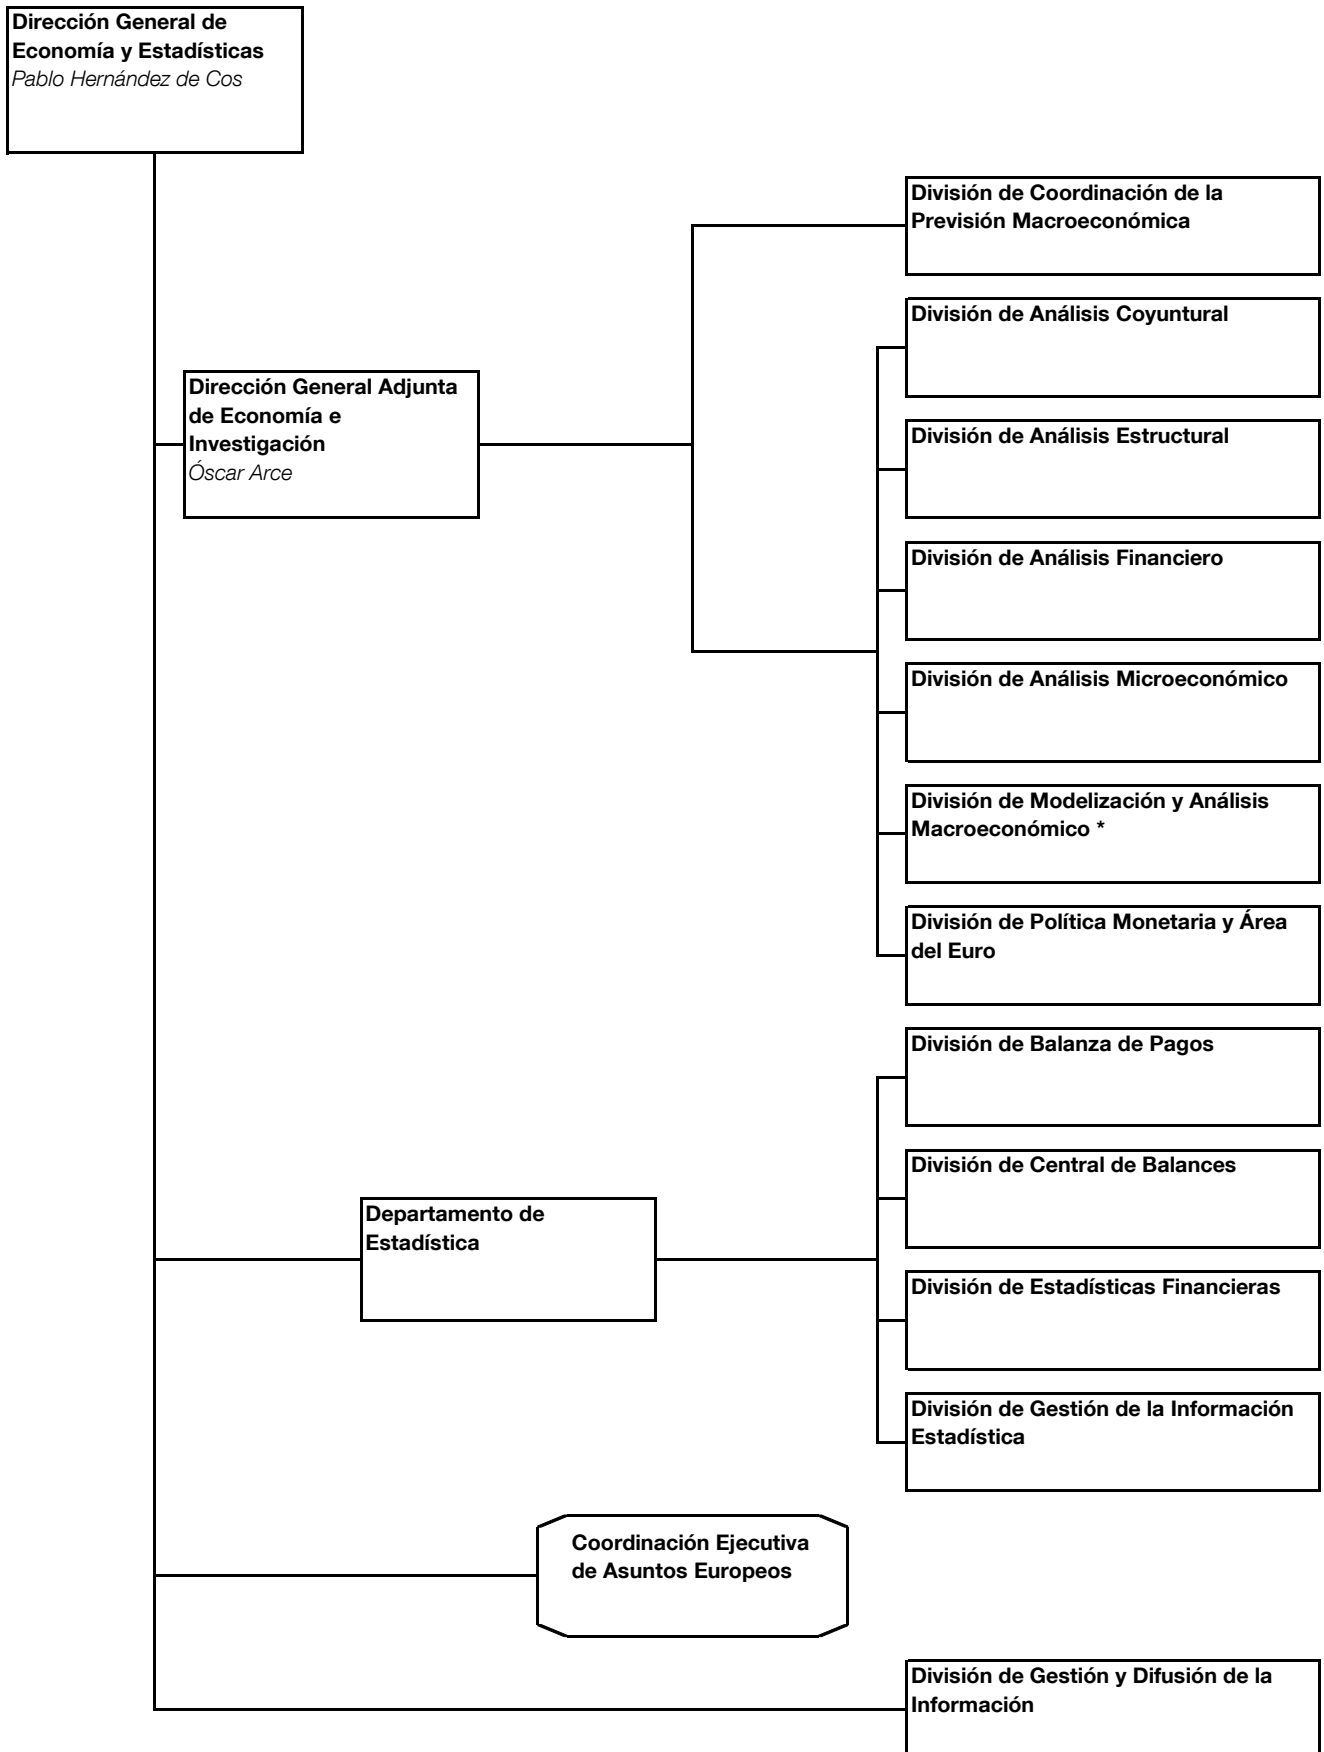 Dirección General de
Economía y Estadísticas
Pablo Hernández de Cos
División de Coordinación de la
Previsión Macroeconómica
División de Análisis Coyuntural
Dirección General Adjunta
de Economía e
Investigación
Óscar Arce
División de Análisis Estructural
División de Análisis Financiero
División de Análisis Microeconómico
División de Modelización y Análisis
Macroeconómico *
División de Política Monetaria y Área
del Euro
División de Balanza de Pagos
División de Central de Balances
Departamento de
Estadística
División de Estadísticas Financieras
División de Gestión de la Información
Estadística
Coordinación Ejecutiva
de Asuntos Europeos
División de Gestión y Difusión de la
Información